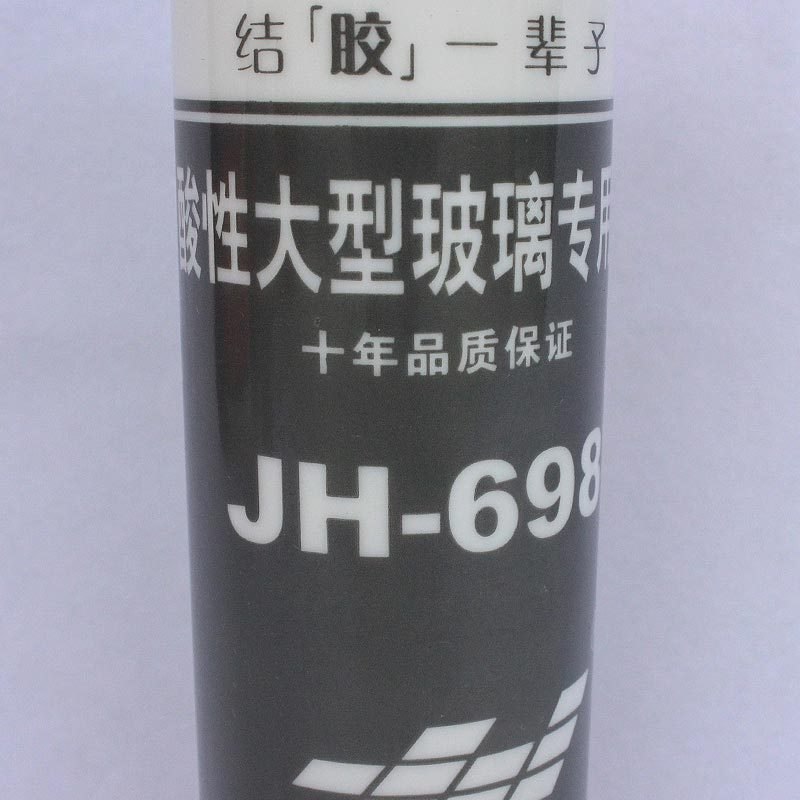 结「胶」一辈子
酸性大型玻璃专用
十年品质保证
JH-698